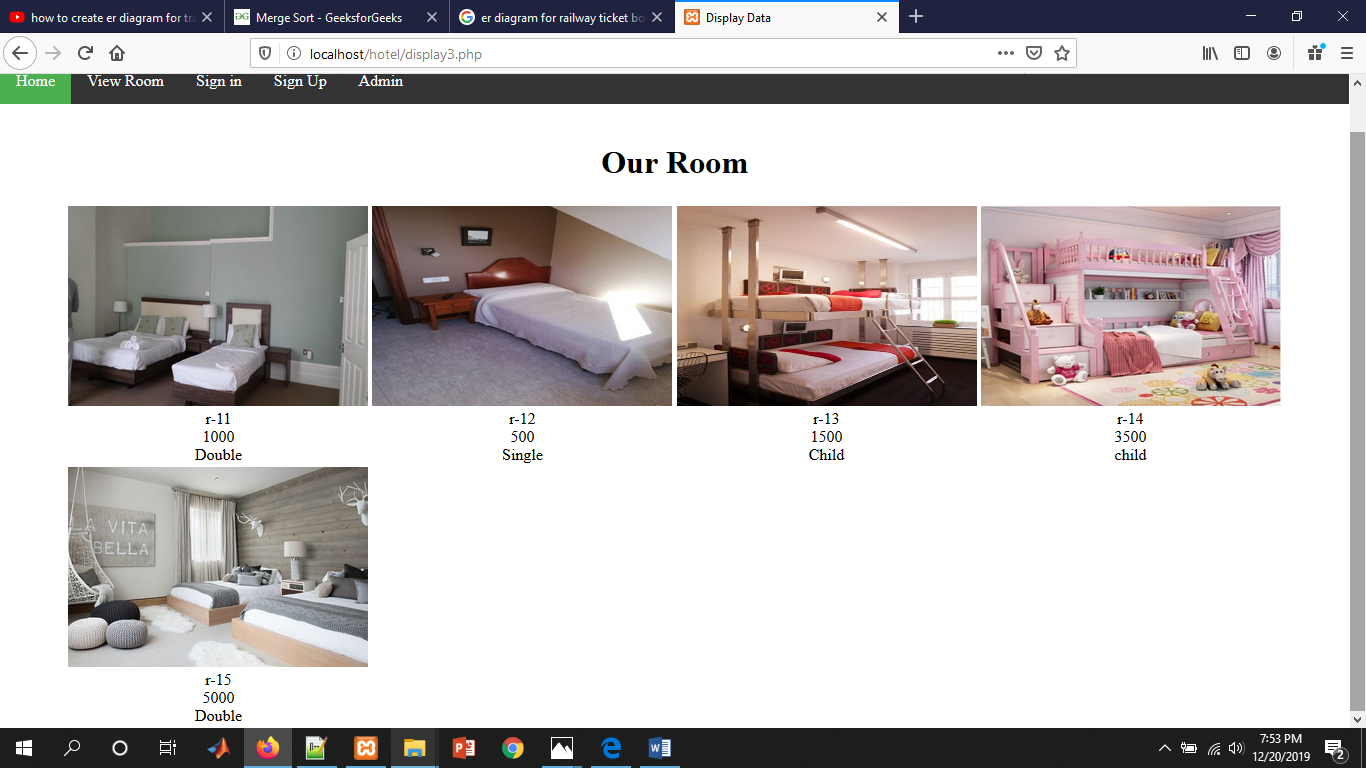 how to create er diagram for tra
Merge Sort - GeeksforGeeks
er diagram for railway ticket bo
Display Data
localhost/hotel/display3.php
Home View Room Sign in Sign Up Admin
Our Room
r-11
1000
Double
r-12
500
Single
r-13
1500
Child
r-14
3500
child
LA VITA
BELLA
r-15
5000
Double
7:53 PM
12/20/2019
2